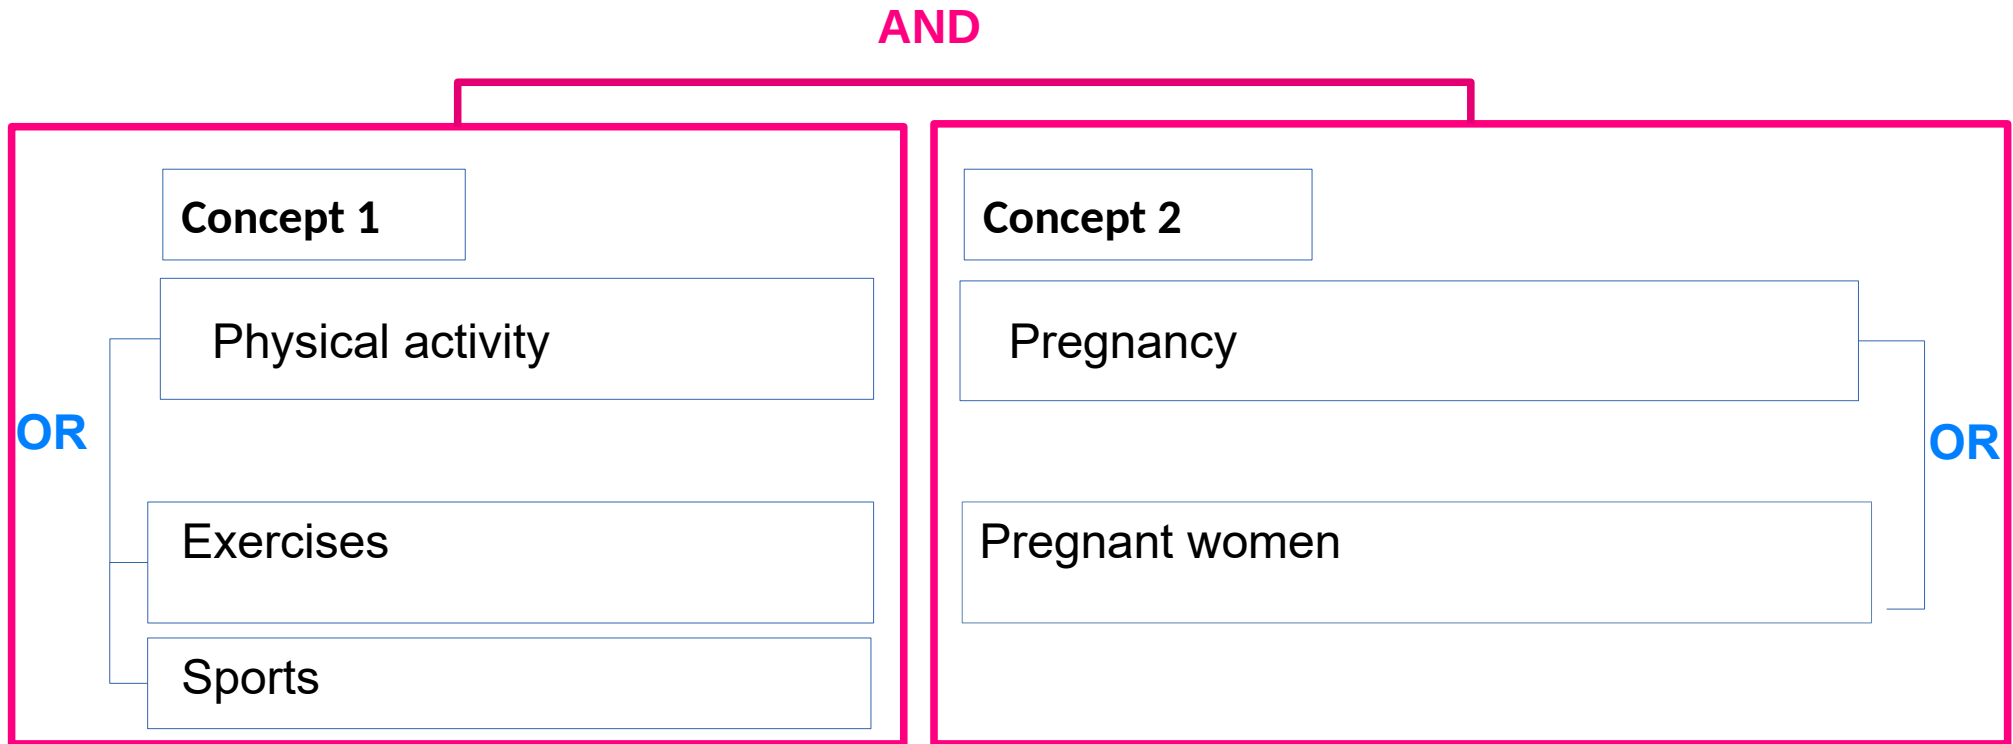 AND
Concept 1
Physical activity
OR
Exercises
Sports
Concept 2
Pregnancy
OR
Pregnant women